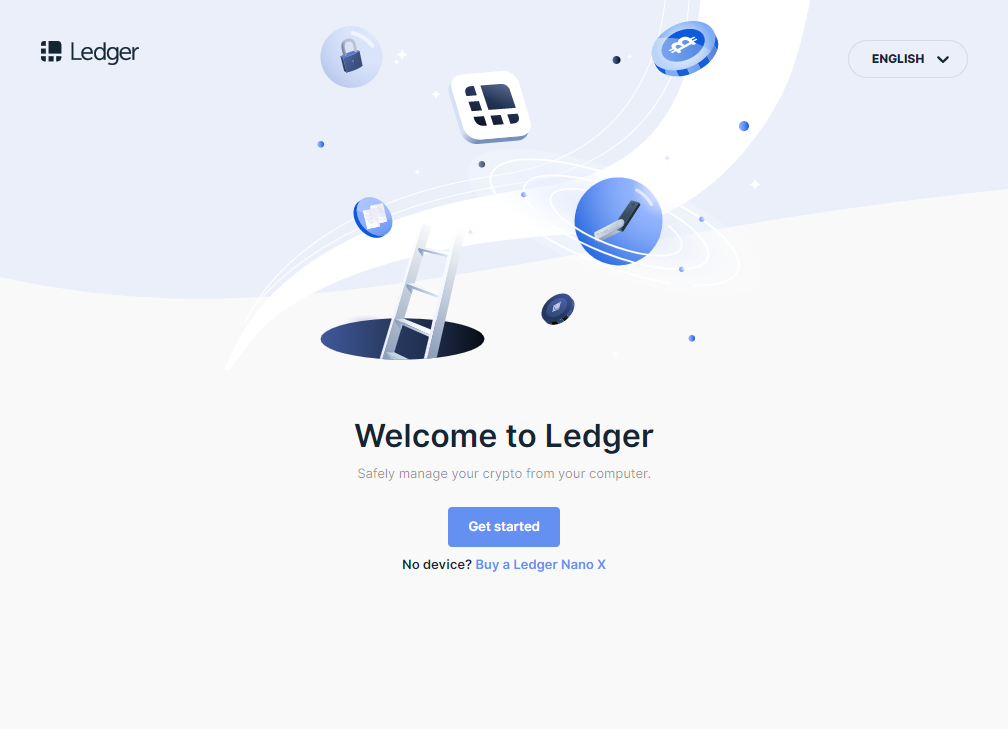 Ledger
ENGLISH
Welcome to Ledger
Safely manage your crypto from your computer.
Get started
No device? Buy a Ledger Nano X